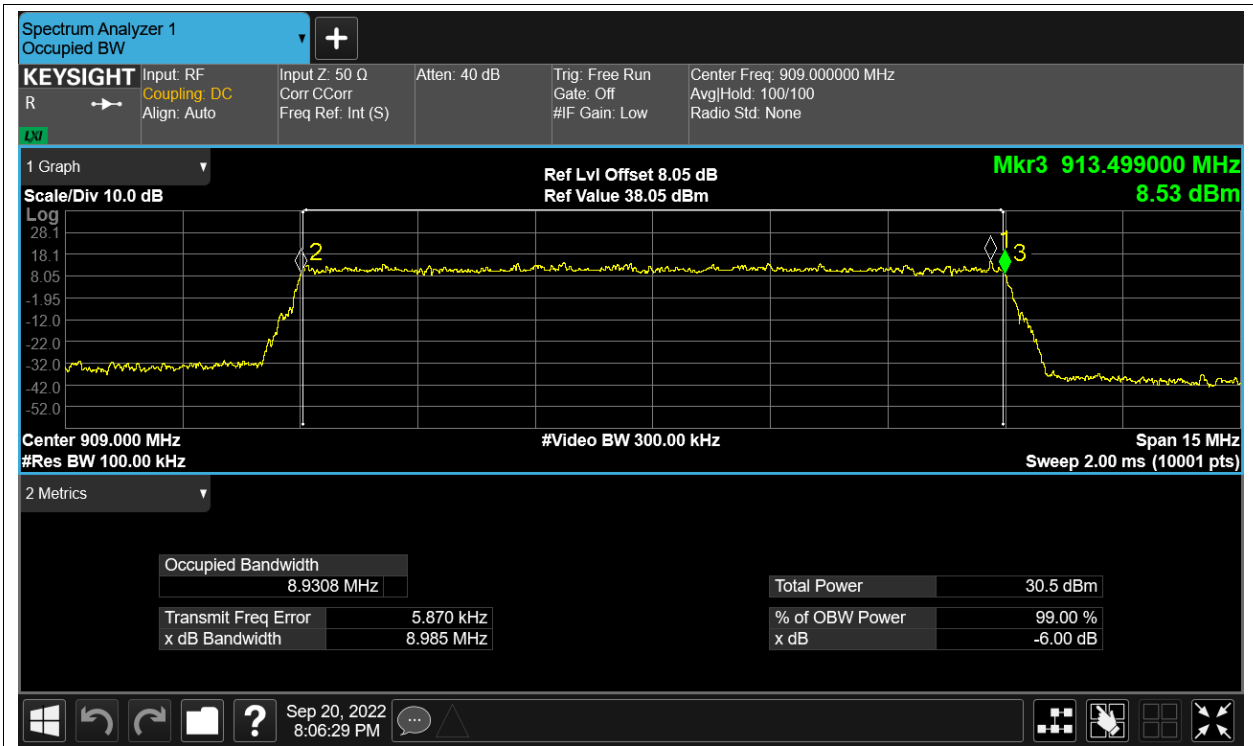 Spectrum Analyzer 1
Occupied BW
KEYSIGHT
R
LXI
Input: RF
Coupling: DC
Align: Auto
Input Z: 50 Ω
Corr CCorr
Freq Ref: Int (S)
Atten: 40 dB
Trig: Free Run
Gate: Off
#IF Gain: Low
Center Freq: 909.000000 MHz
Avg|Hold: 100/100
Radio Std: None
1 Graph
Scale/Div 10.0 dB
Ref Lvl Offset 8.05 dB
Ref Value 38.05 dBm
Mkr3 913.499000 MHz
8.53 dBm
Log
28.1
18.1
8.05
-1.95
-12.0
-22.0
-32.0
-42.0
-52.0
2
1
3
Center 909.000 MHz
#Video BW 300.00 kHz
Span 15 MHz
#Res BW 100.00 kHz
Sweep 2.00 ms (10001 pts)
2 Metrics
Occupied Bandwidth
8.9308 MHz
Total Power 30.5 dBm
Transmit Freq Error 5.870 kHz
% of OBW Power 99.00 %
x dB Bandwidth 8.985 MHz
x dB -6.00 dB
?
Sep 20, 2022
8:06:29 PM